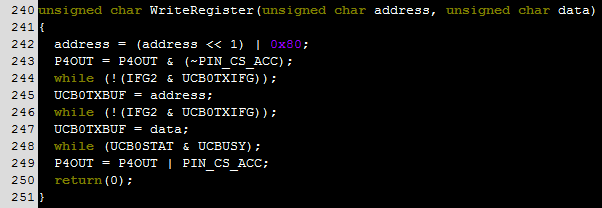 240 unsigned char WriteRegister(unsigned char address, unsigned char data)
241 {
242   address = (address << 1) | 0x80;
243   P4OUT = P4OUT & (~PIN_CS_ACC);
244   while (!(IFG2 & UCB0TXIFG));
245   UCB0TXBUF = address;
246   while (!(IFG2 & UCB0TXIFG));
247   UCB0TXBUF = data;
248   while (UCB0STAT & UCBUSY);
249   P4OUT = P4OUT | PIN_CS_ACC;
250   return(0);
251 }